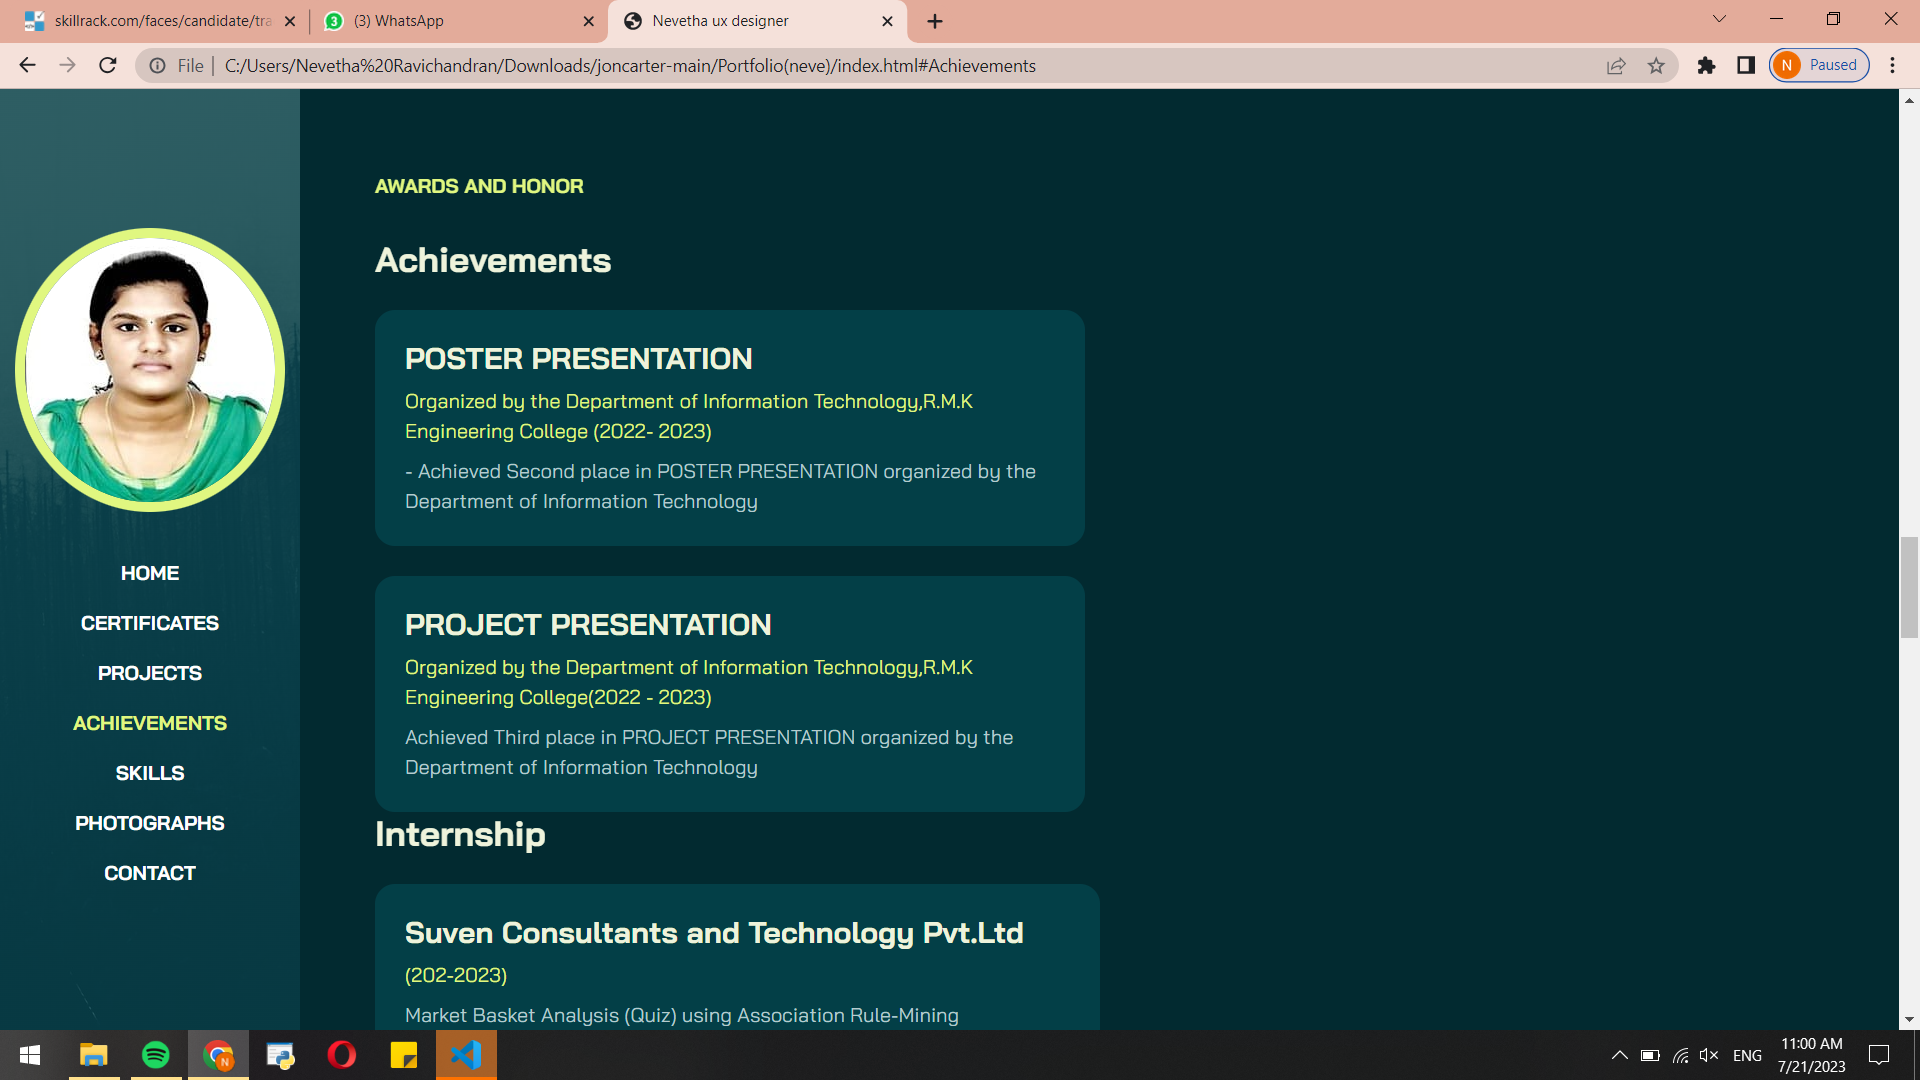 skillrack.com/faces/candidate/tra
(3) WhatsApp
Nevetha ux designer
File
C:/Users/Nevetha%20Ravichandran/Downloads/joncarter-main/Portfolio(neve)/index.html#Achievements
N
Paused
AWARDS AND HONOR
Achievements
POSTER PRESENTATION
Organized by the Department of Information Technology,R.M.K
Engineering College (2022- 2023)
- Achieved Second place in POSTER PRESENTATION organized by the
Department of Information Technology
PROJECT PRESENTATION
Organized by the Department of Information Technology,R.M.K
Engineering College(2022 - 2023)
Achieved Third place in PROJECT PRESENTATION organized by the
Department of Information Technology
Internship
Suven Consultants and Technology Pvt.Ltd
(202-2023)
Market Basket Analysis (Quiz) using Association Rule-Mining
HOME
CERTIFICATES
PROJECTS
ACHIEVEMENTS
SKILLS
PHOTOGRAPHS
CONTACT
ENG
11:00 AM
7/21/2023